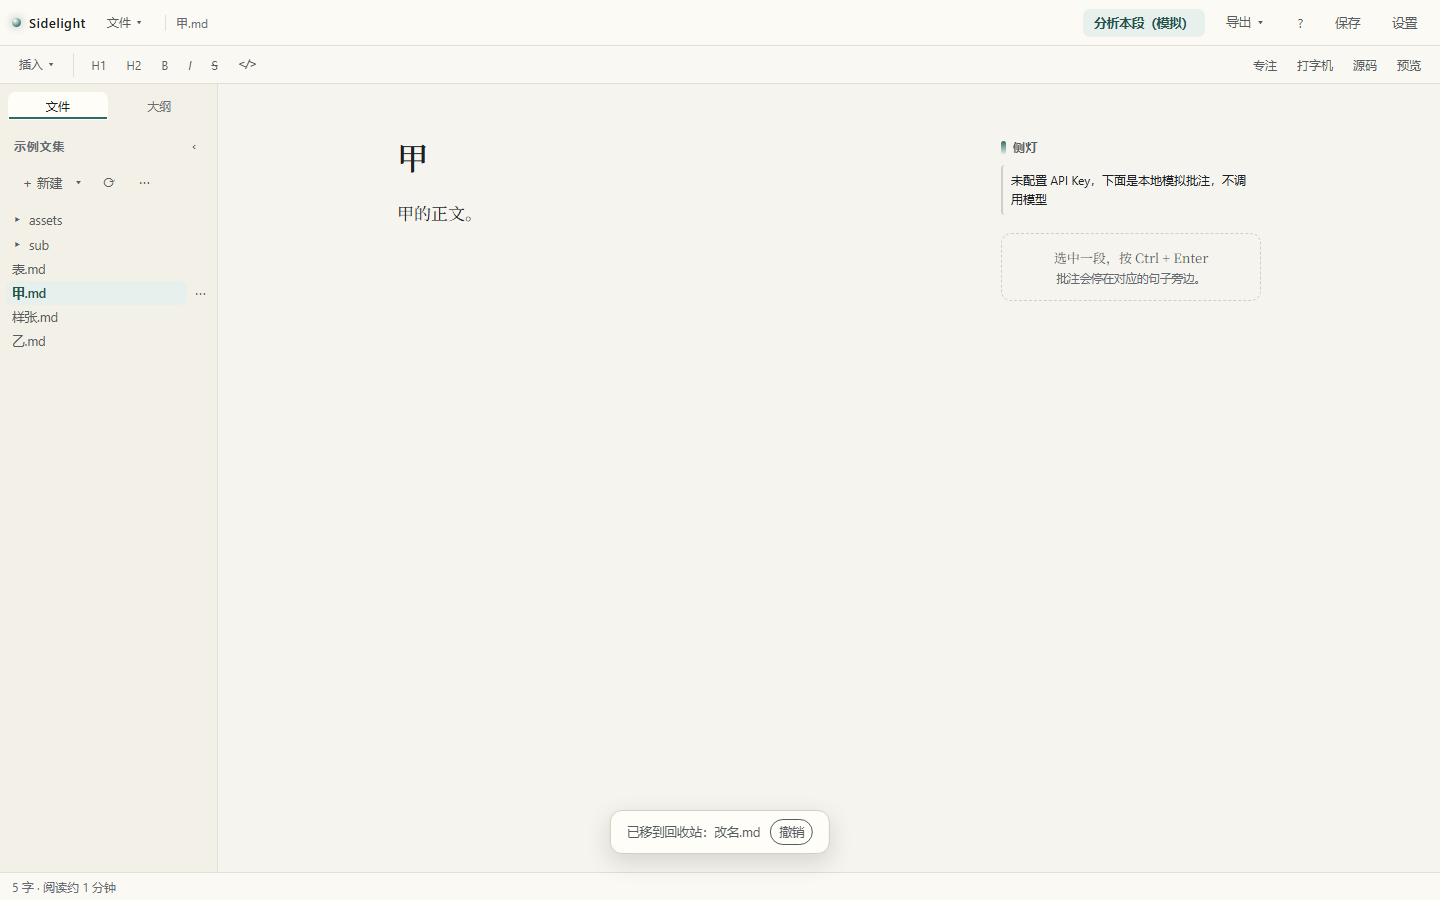 Sidelight 文件 甲.md 分析本段（模拟） 导出 ? 保存 设置
插入 H1 H2 B I S </> 专注 打字机 源码 预览
文件 大纲
示例文集
+ 新建 ...
assets
sub
表.md
甲.md ...
样张.md
乙.md
甲
甲的正文。
侧灯
未配置 API Key，下面是本地模拟批注，不调
用模型
选中一段，按 Ctrl + Enter
批注会停在对应的句子旁边。
已移到回收站：改名.md 撤销
5 字 · 阅读约 1 分钟